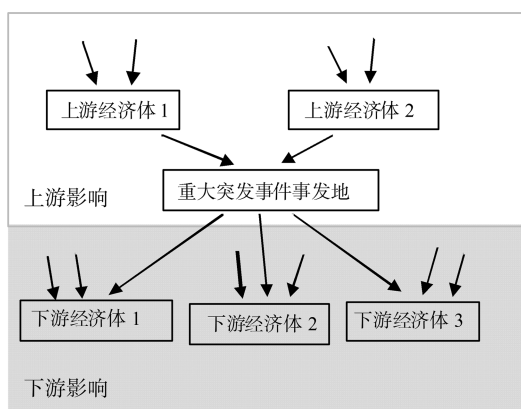 上游经济体 1
上游经济体 2
重大突发事件事发地
上游影响
下游经济体 1
下游经济体 2
下游经济体 3
下游影响